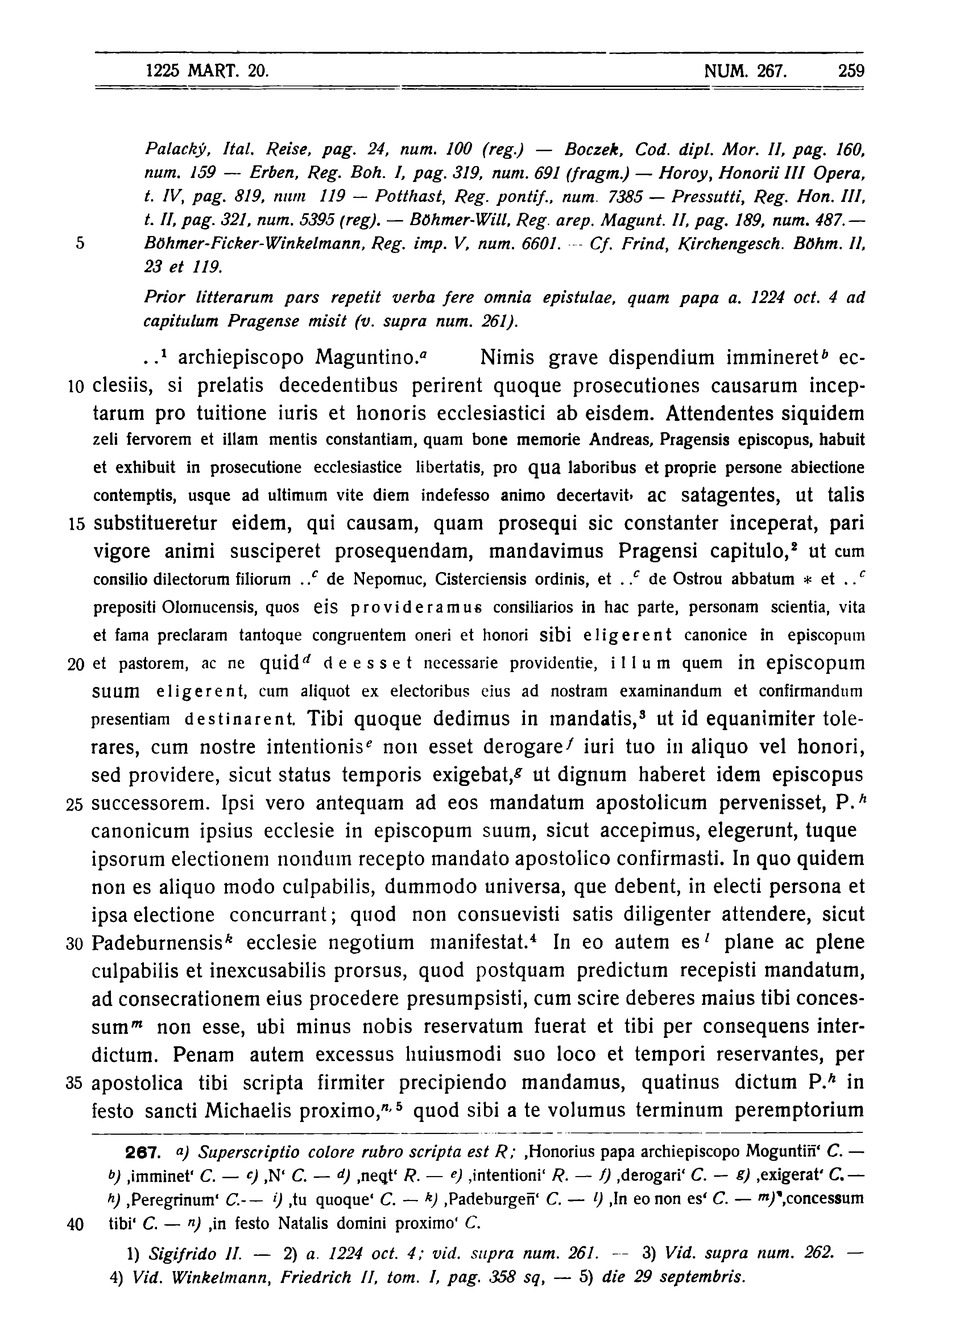 1225 MART. 20. NUM. 267. 259
Palacký, Ital. Reise, pag. 24, num. 100 (reg.) — Boczek, Cod. dipl. Mor. II, pag. 160,
num. 159 — Erben, Reg. Boh. I, pag. 319, num. 691 (fragm.) — Horoy, Honorii III Opera,
t. IV, pag. 819, num 119 — Potthast, Reg. pontif., num. 7385 — Pressutti, Reg. Hon. III,
t. II, pag. 321, num. 5395 (reg). — Böhmer-Will, Reg. arep. Magunt. II, pag. 189, num. 487. —
5 Böhmer-Ficker-Winkelmann, Reg. imp. V, num. 6601. — Cf. Frind, Kirchengesch. Böhm. II,
23 et 119.
Prior litterarum pars repetit verba fere omnia epistulae, quam papa a. 1224 oct. 4 ad
capitulum Pragense misit (v. supra num. 261).
. .¹ archiepiscopo Maguntino.ᵃ Nimis grave dispendium immineretᵇ ec-
10 clesiis, si prelatis decedentibus perirent quoque prosecutiones causarum incep-
tarum pro tuitione iuris et honoris ecclesiastici ab eisdem. Attendentes siquidem
zeli fervorem et illam mentis constantiam, quam bone memorie Andreas, Pragensis episcopus, habuit
et exhibuit in prosecutione ecclesiastice libertatis, pro qua laboribus et proprie persone abiectione
contemptis, usque ad ultimum vite diem indefesso animo decertavit, ac satagentes, ut talis
15 substitueretur eidem, qui causam, quam prosequi sic constanter inceperat, pari
vigore animi susciperet prosequendam, mandavimus Pragensi capitulo,² ut cum
consilio dilectorum filiorum . .ᶜ de Nepomuc, Cisterciensis ordinis, et . .ᶜ de Ostrou abbatum * et . .ᶜ
prepositi Olomucensis, quos eis provideramus consiliarios in hac parte, personam scientia, vita
et fama preclaram tantoque congruentem oneri et honori sibi eligerent canonice in episcopum
20 et pastorem, ac ne quidᵈ deesset necessarie providentie, illum quem in episcopum
suum eligerent, cum aliquot ex electoribus eius ad nostram examinandum et confirmandum
presentiam destinarent. Tibi quoque dedimus in mandatis,³ ut id equanimiter tole-
rares, cum nostre intentionisᵉ non esset derogareᶠ iuri tuo in aliquo vel honori,
sed providere, sicut status temporis exigebat,ᵍ ut dignum haberet idem episcopus
25 successorem. Ipsi vero antequam ad eos mandatum apostolicum pervenisset, P.ʰ
canonicum ipsius ecclesie in episcopum suum, sicut accepimus, elegerunt, tuque
ipsorum electionem nondum recepto mandato apostolico confirmasti. In quo quidem
non es aliquo modo culpabilis, dummodo universa, que debent, in electi persona et
ipsa electione concurrant; quod non consuevisti satis diligenter attendere, sicut
30 Padeburnensisᵏ ecclesie negotium manifestat.⁴ In eo autem esˡ plane ac plene
culpabilis et inexcusabilis prorsus, quod postquam predictum recepisti mandatum,
ad consecrationem eius procedere presumpsisti, cum scire deberes maius tibi conces-
sumᵐ non esse, ubi minus nobis reservatum fuerat et tibi per consequens inter-
dictum. Penam autem excessus huiusmodi suo loco et tempori reservantes, per
35 apostolica tibi scripta firmiter precipiendo mandamus, quatinus dictum P.ʰ in
festo sancti Michaelis proximo,ⁿ, ⁵ quod sibi a te volumus terminum peremptorium
267. a) Superscriptio colore rubro scripta est R; ‚Honorius papa archiepiscopo Moguntiñ‘ C. —
b) ‚imminet‘ C. — c) ‚N‘ C. — d) ‚neqt‘ R. — e) ‚intentioni‘ R. — f) ‚derogari‘ C. — g) ‚exigerat‘ C. —
h) ‚Peregrinum‘ C. — i) ‚tu quoque‘ C. — k) ‚Padeburgeñ‘ C. — l) ‚In eo non es‘ C. — m) ‚concessum
40 tibi‘ C. — n) ‚in festo Natalis domini proximo‘ C.
1) Sigifrido II. — 2) a. 1224 oct. 4; vid. supra num. 261. — 3) Vid. supra num. 262. —
4) Vid. Winkelmann, Friedrich II, tom. I, pag. 358 sq, — 5) die 29 septembris.